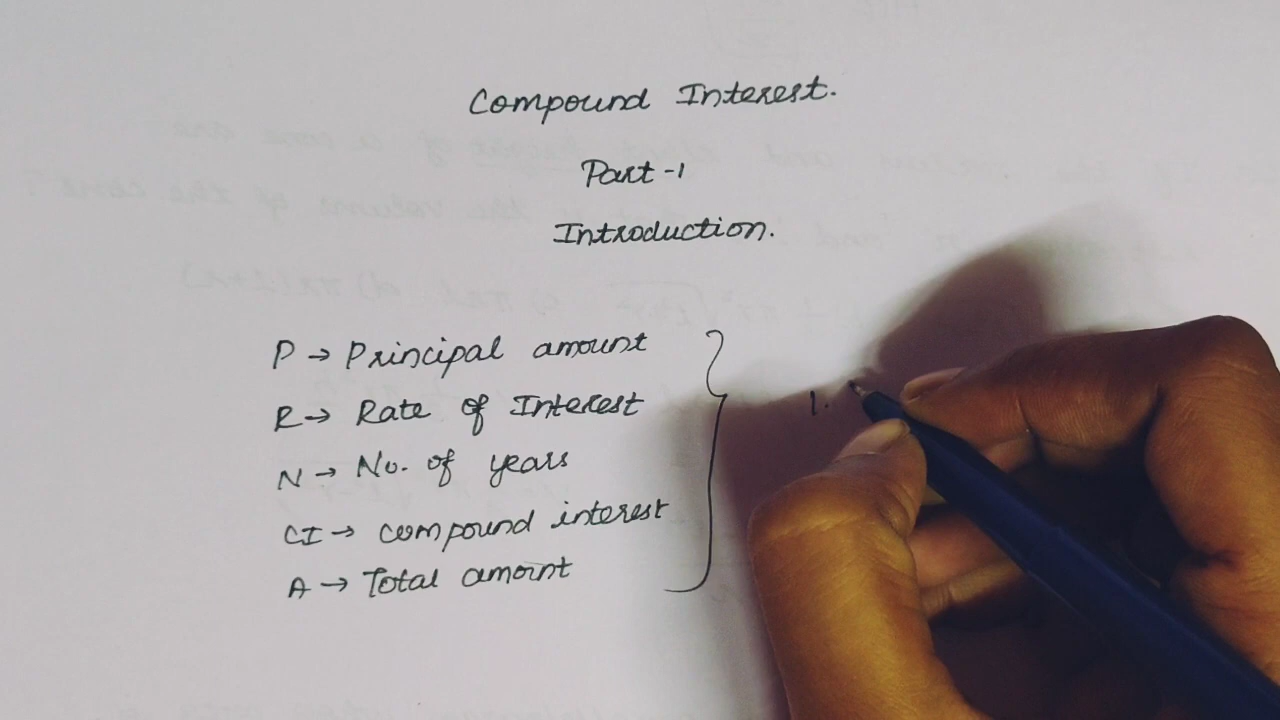 Compound Interest.
Part-1
Introduction.
P → Principal amount
R → Rate of Interest
N → No. of years
CI → compound interest
A → Total amount
1.